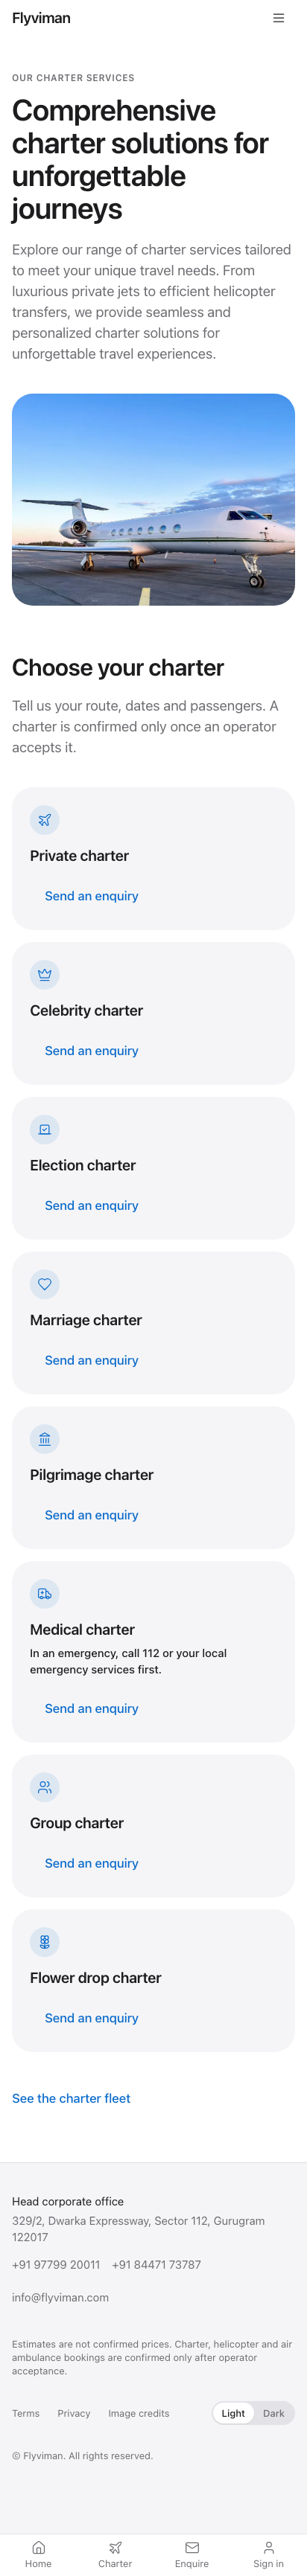 Flyviman
OUR CHARTER SERVICES
Comprehensive
charter solutions for
unforgettable
journeys
Explore our range of charter services tailored
to meet your unique travel needs. From
luxurious private jets to efficient helicopter
transfers, we provide seamless and
personalized charter solutions for
unforgettable travel experiences.
Choose your charter
Tell us your route, dates and passengers. A
charter is confirmed only once an operator
accepts it.
Private charter
Send an enquiry
Celebrity charter
Send an enquiry
Election charter
Send an enquiry
Marriage charter
Send an enquiry
Pilgrimage charter
Send an enquiry
Medical charter
In an emergency, call 112 or your local
emergency services first.
Send an enquiry
Group charter
Send an enquiry
Flower drop charter
Send an enquiry
See the charter fleet
Head corporate office
329/2, Dwarka Expressway, Sector 112, Gurugram
122017
+91 97799 20011 +91 84471 73787
info@flyviman.com
Estimates are not confirmed prices. Charter, helicopter and air
ambulance bookings are confirmed only after operator
acceptance.
Terms Privacy Image credits Light Dark
© Flyviman. All rights reserved.
Home Charter Enquire Sign in